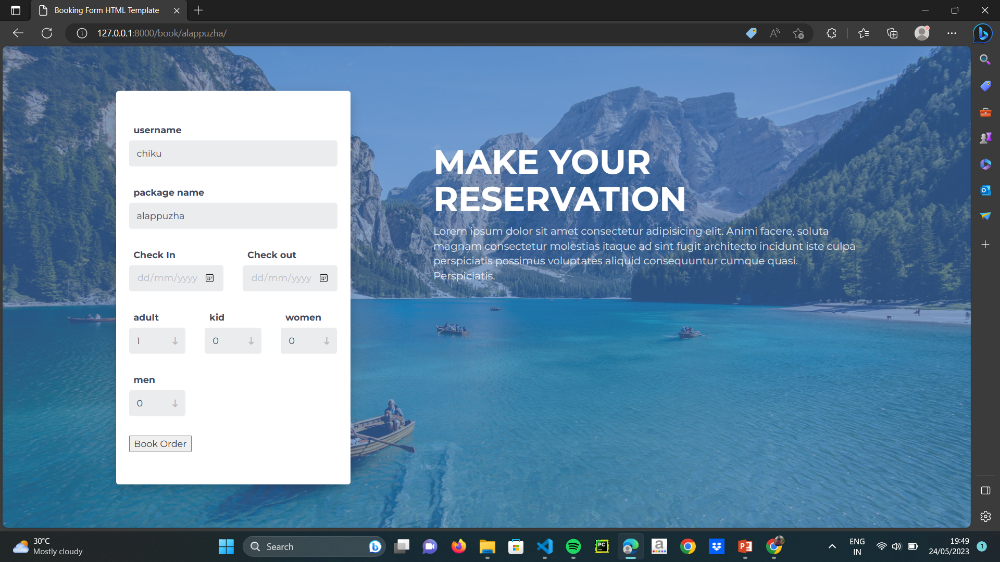 Booking Form HTML Template
127.0.0.1:8000/book/alappuzha/
username
chiku
package name
alappuzha
Check In
Check out
dd/mm/yyyy
dd/mm/yyyy
adult
kid
women
1
0
0
men
0
Book Order
MAKE YOUR
RESERVATION
Lorem ipsum dolor sit amet consectetur adipisicing elit. Animi facere, soluta
magnam consectetur molestias itaque ad sint fugit architecto incidunt iste culpa
perspiciatis possimus voluptates aliquid consequuntur cumque quasi.
Perspiciatis.
30°C
Mostly cloudy
Search
PC
a
P
ENG
IN
19:49
24/05/2023
1